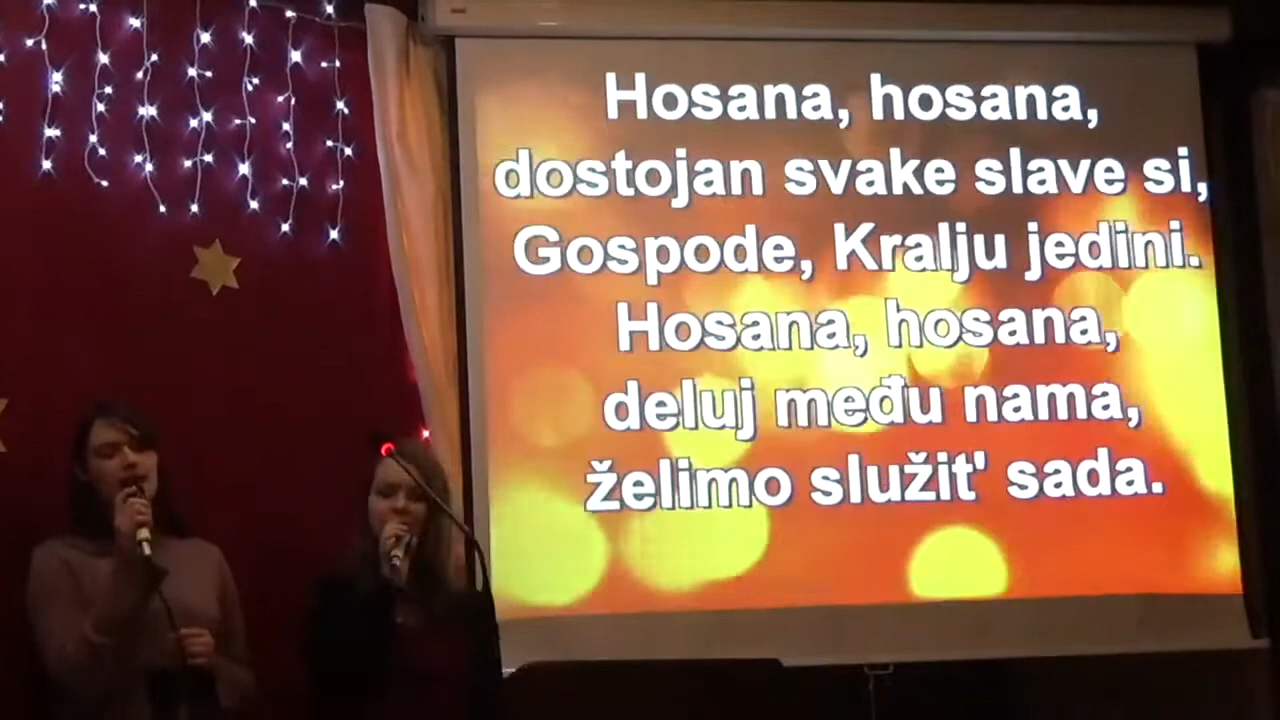 Hosana, hosana,
dostojan svake slave si,
Gospode, Kralju jedini.
Hosana, hosana,
deluj među nama,
želimo služit' sada.